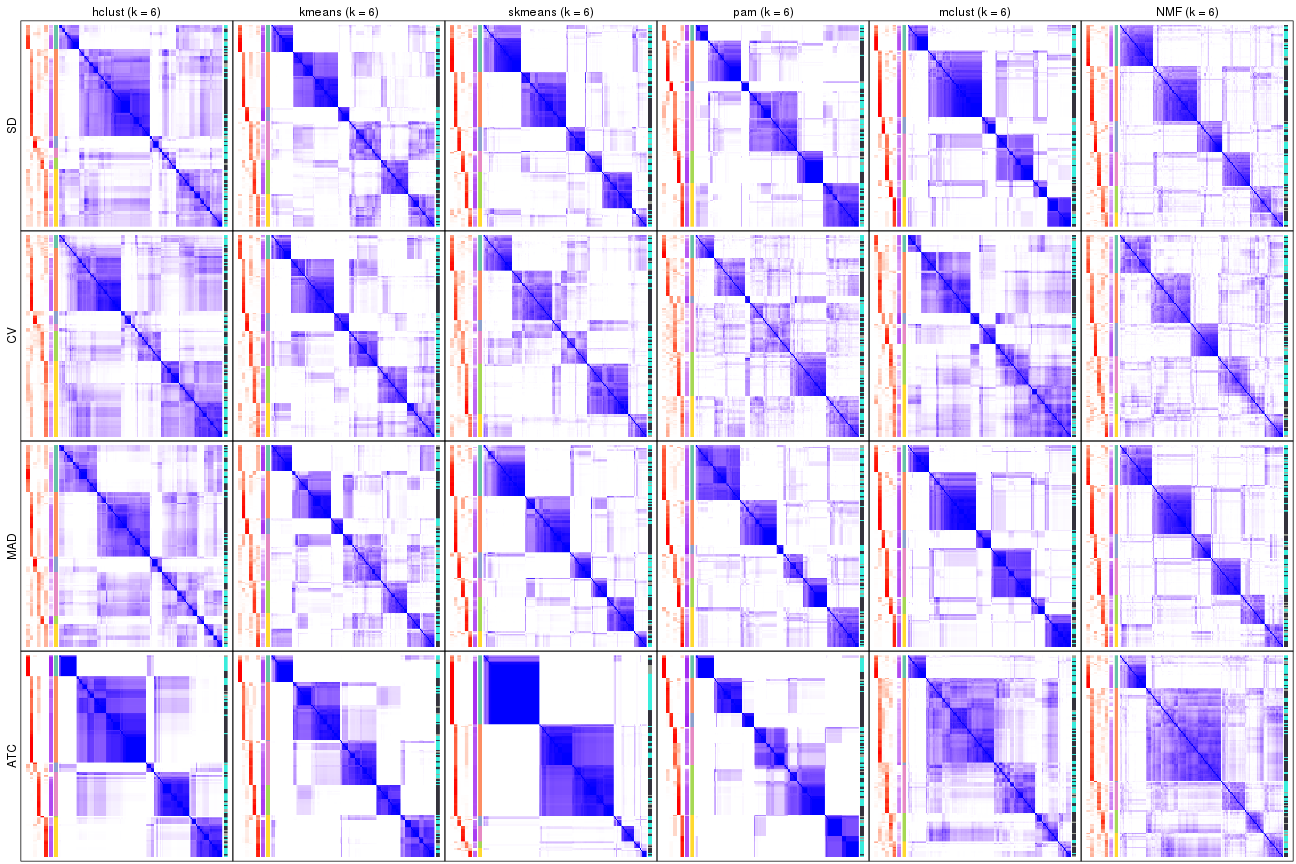 hclust (k = 6) kmeans (k = 6) skmeans (k = 6) pam (k = 6) mclust (k = 6) NMF (k = 6)
SD
CV
MAD
ATC